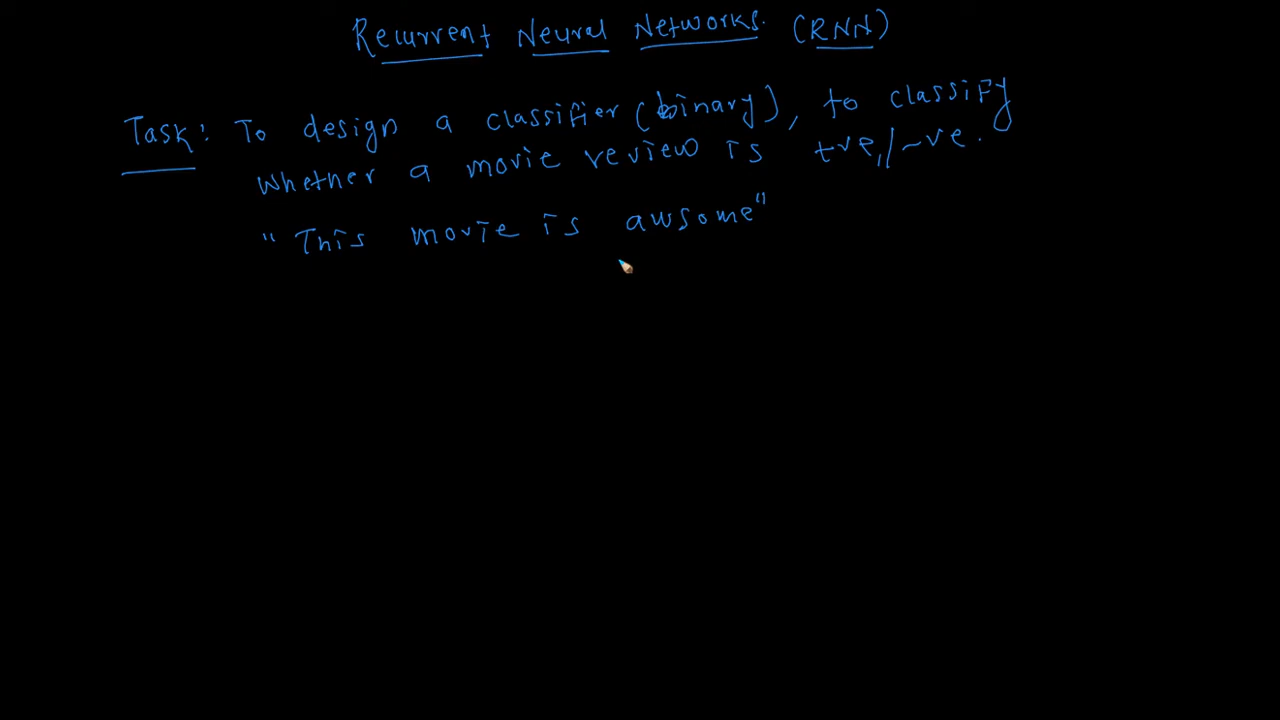 Recurrent Neural Networks. (RNN)
Task: To design a classifier (binary), to classify
whether a movie review is +ve/-ve.
"This movie is awsome"